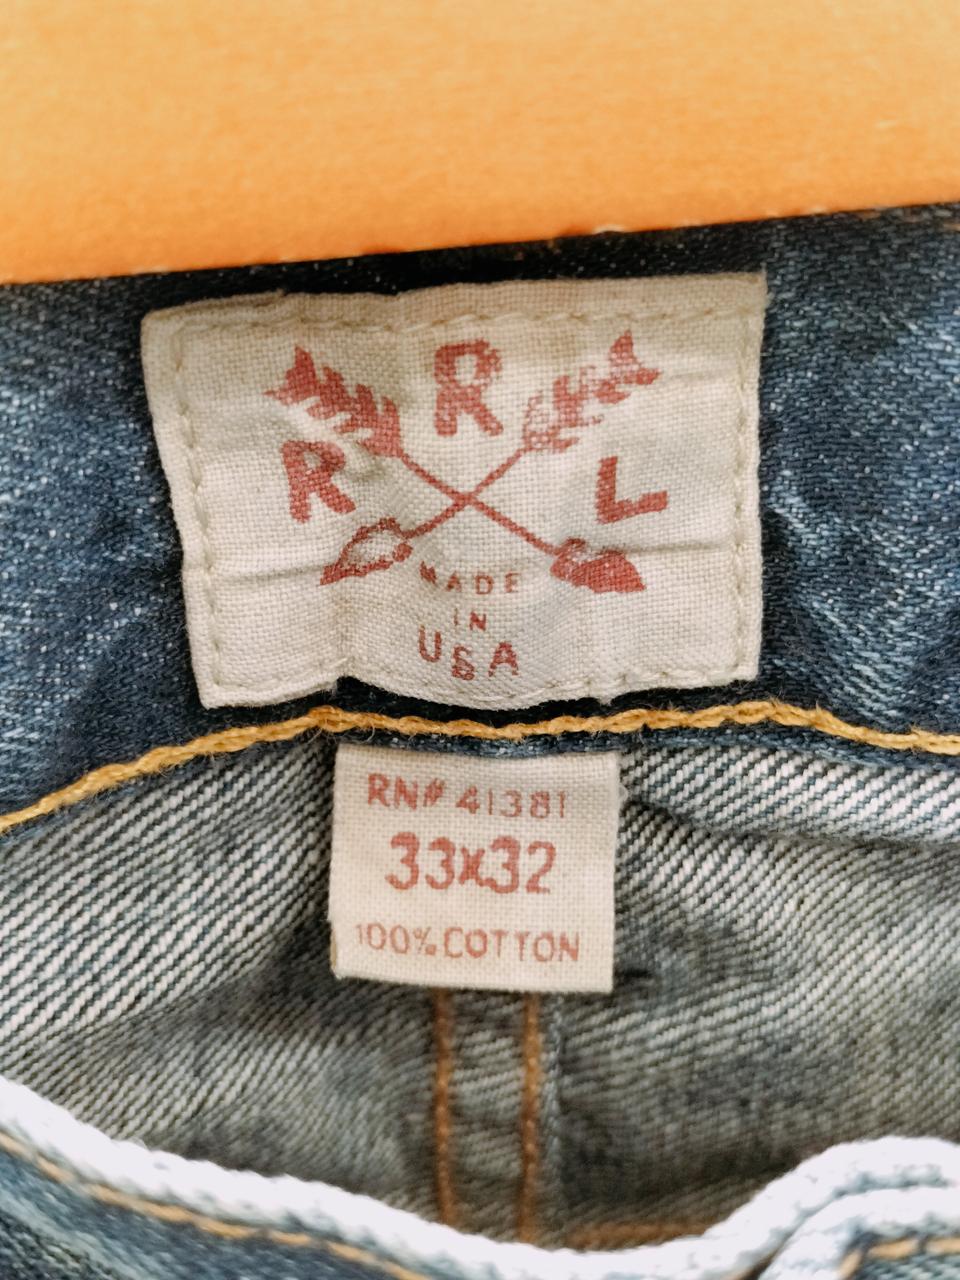 R
R L
MADE
IN
USA
RN# 41381
33x32
100% COTTON